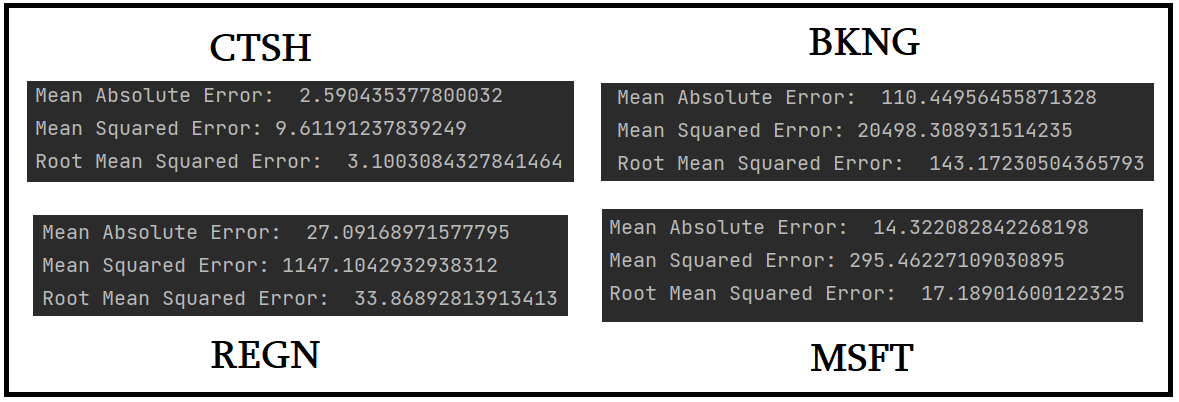 CTSH
Mean Absolute Error:  2.590435377800032
Mean Squared Error: 9.61191237839249
Root Mean Squared Error:  3.1003084327841464
BKNG
Mean Absolute Error:  110.44956455871328
Mean Squared Error: 20498.308931514235
Root Mean Squared Error:  143.17230504365793
Mean Absolute Error:  27.09168971577795
Mean Squared Error: 1147.1042932938312
Root Mean Squared Error:  33.86892813913413
REGN
Mean Absolute Error:  14.322082842268198
Mean Squared Error: 295.46227109030895
Root Mean Squared Error:  17.18901600122325
MSFT